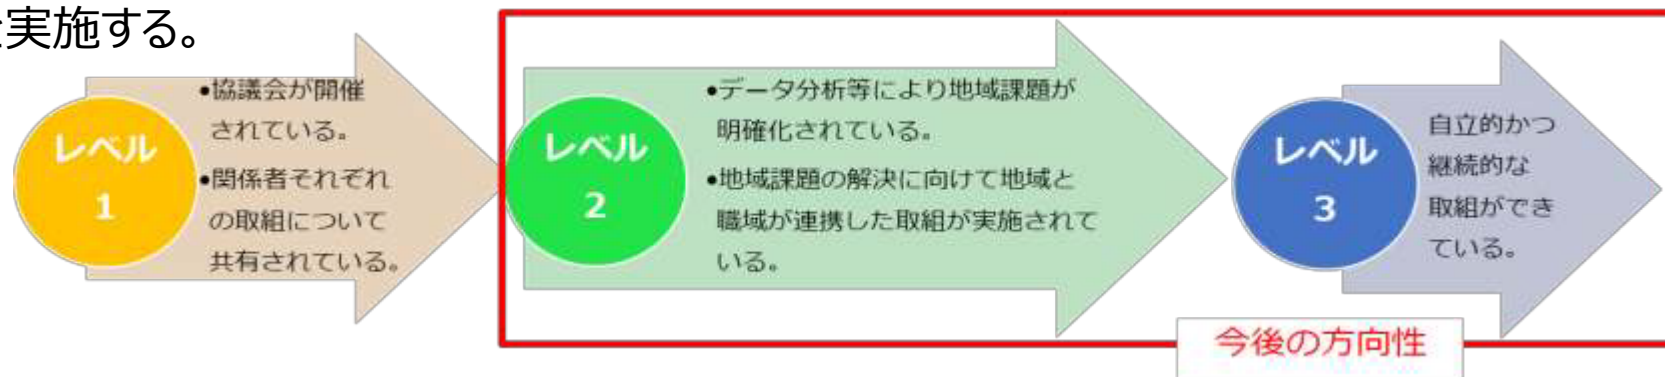 実施する。
レベル
1
•協議会が開催
されている。
•関係者それぞれ
の取組について
共有されている。
レベル
2
•データ分析等により地域課題が
明確化されている。
•地域課題の解決に向けて地域と
職域が連携した取組が実施されて
いる。
レベル
3
自立的かつ
継続的な
取組ができ
ている。
今後の方向性